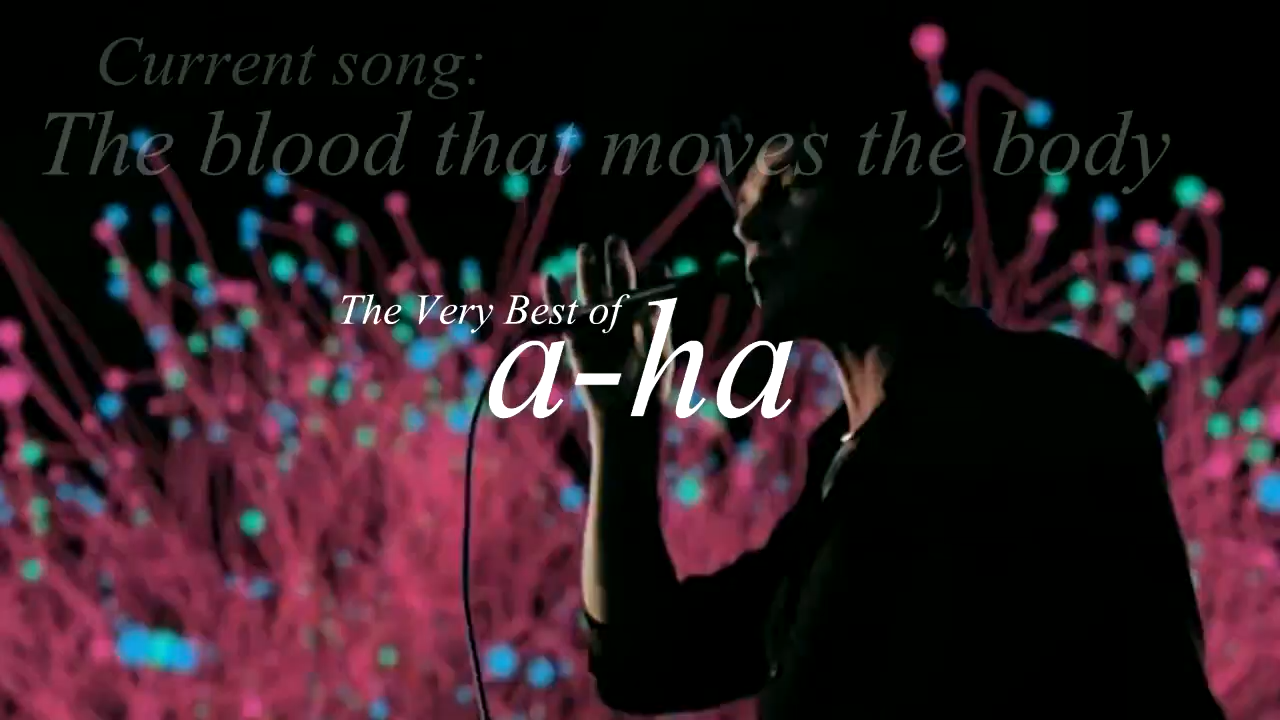 Current song:
The blood that moves the body
The Very Best of
a-ha